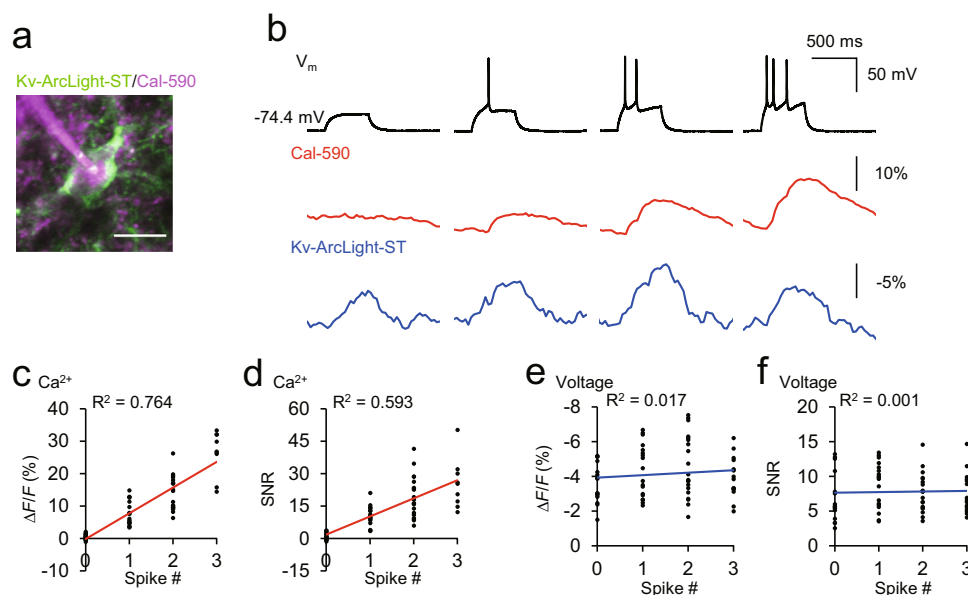 a
Kv-ArcLight-ST/Cal-590
b
Vm
500 ms
50 mV
-74.4 mV
Cal-590
10%
Kv-ArcLight-ST
-5%
c
Ca²⁺
R² = 0.764
40
30
20
10
0
-10
ΔF/F (%)
0 1 2 3
Spike #
d
Ca²⁺
R² = 0.593
60
45
30
15
0
-15
SNR
0 1 2 3
Spike #
e
Voltage
R² = 0.017
-8
-6
-4
-2
0
ΔF/F (%)
0 1 2 3
Spike #
f
Voltage
R² = 0.001
20
15
10
5
0
SNR
0 1 2 3
Spike #